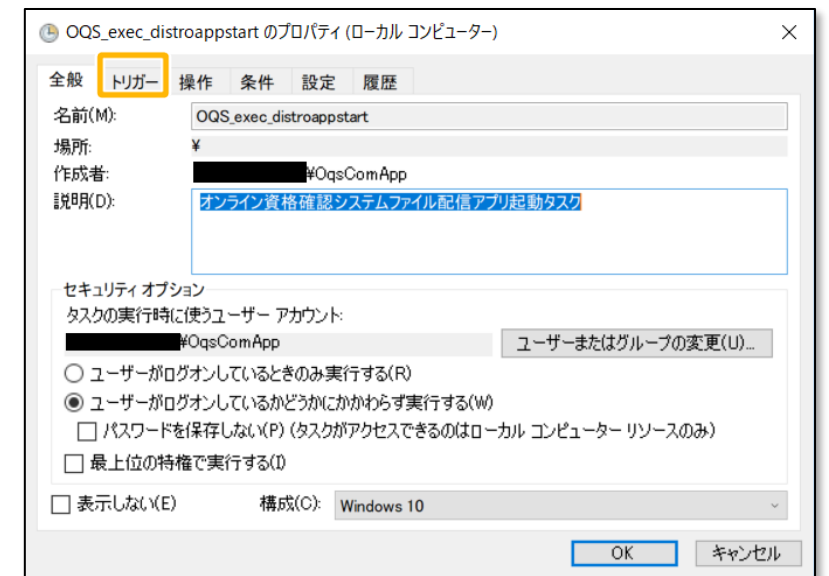 OQS_exec_distroappstart のプロパティ (ローカル コンピューター)
全般 トリガー 操作 条件 設定 履歴
名前(M): OQS_exec_distroappstart
場所: ¥
作成者: ¥OqsComApp
説明(D): オンライン資格確認システムファイル配信アプリ起動タスク
セキュリティ オプション
タスクの実行時に使うユーザー アカウント:
¥OqsComApp ユーザーまたはグループの変更(U)...
ユーザーがログオンしているときのみ実行する(R)
ユーザーがログオンしているかどうかにかかわらず実行する(W)
パスワードを保存しない(P) (タスクがアクセスできるのはローカル コンピューター リソースのみ)
最上位の特権で実行する(I)
表示しない(E) 構成(C): Windows 10
OK キャンセル